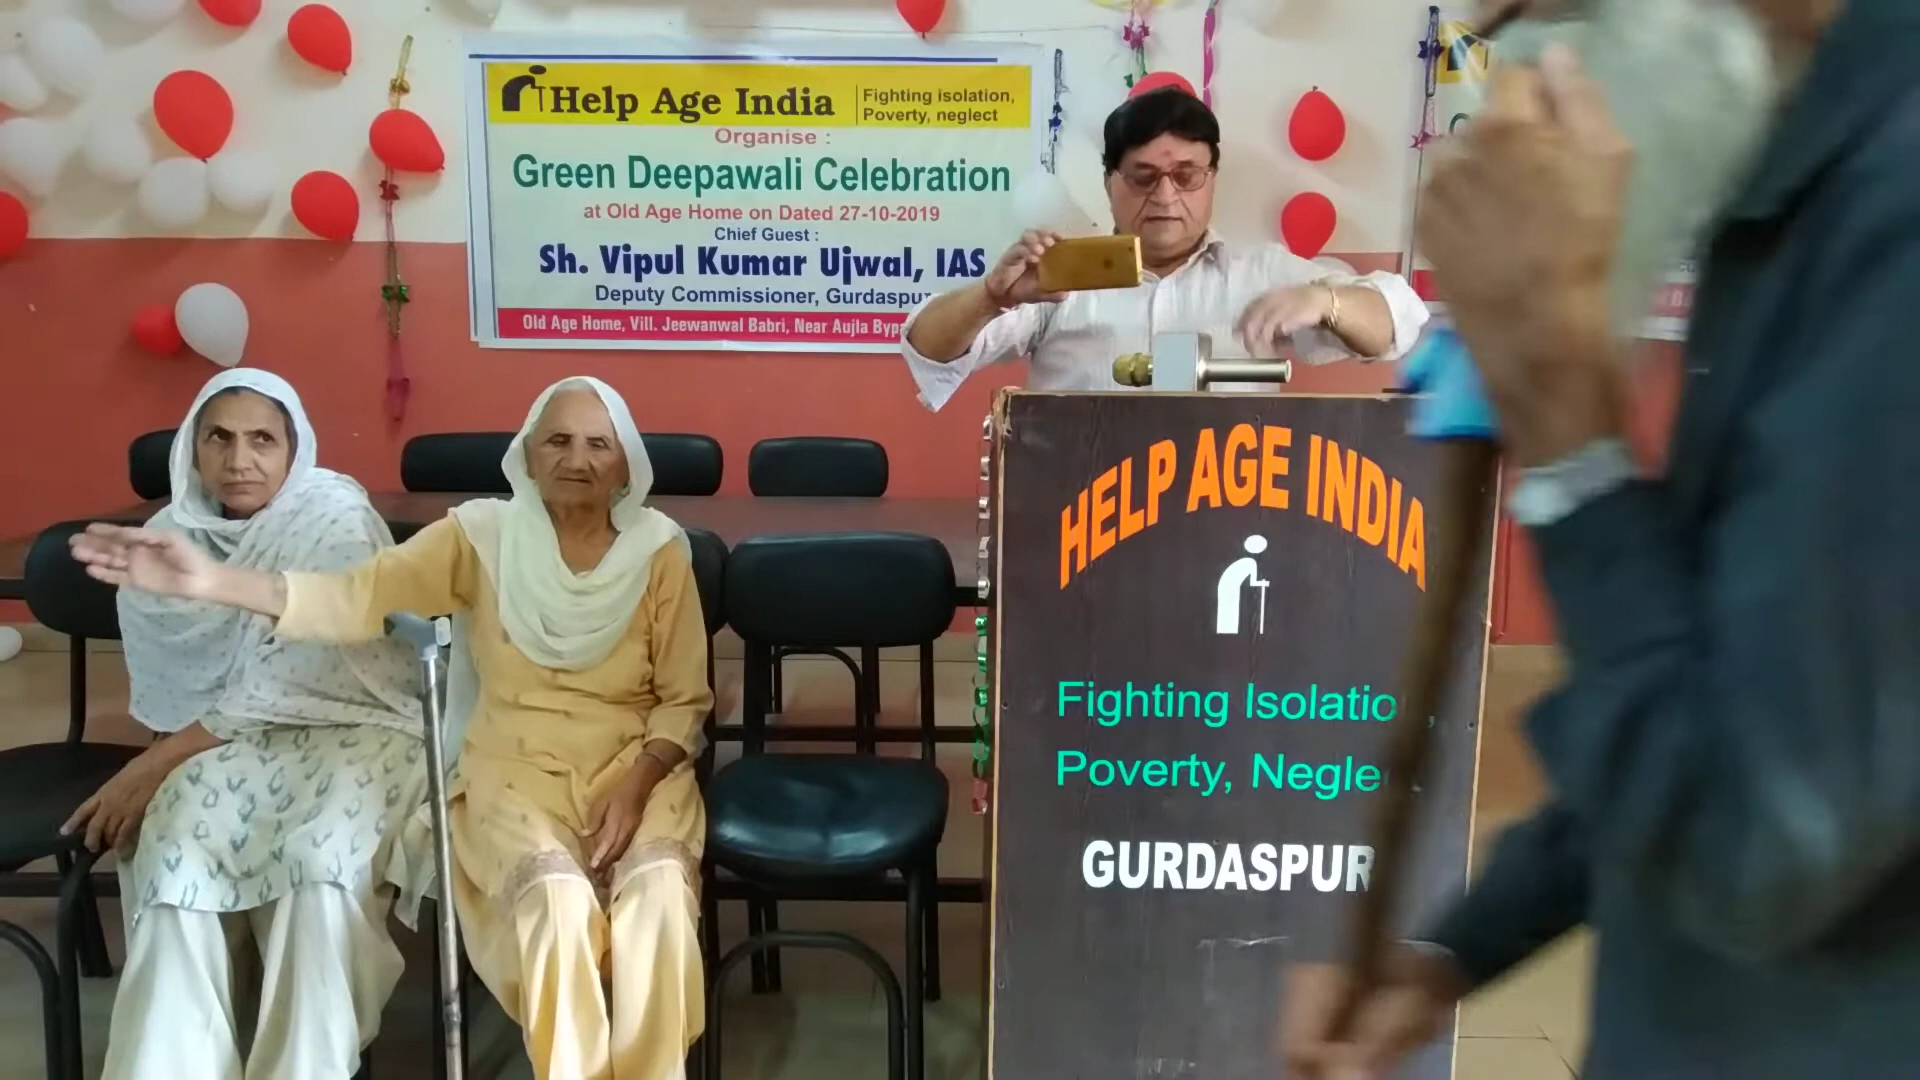 Help Age India
Fighting isolation,
Poverty, neglect
Organise :
Green Deepawali Celebration
at Old Age Home on Dated 27-10-2019
Chief Guest :
Sh. Vipul Kumar Ujwal, IAS
Deputy Commissioner, Gurdaspur
Old Age Home, Vill. Jeewanwal Babri, Near Aujla Bypa
HELP AGE INDIA
Fighting Isolatio ,
Poverty, Negle
GURDASPUR